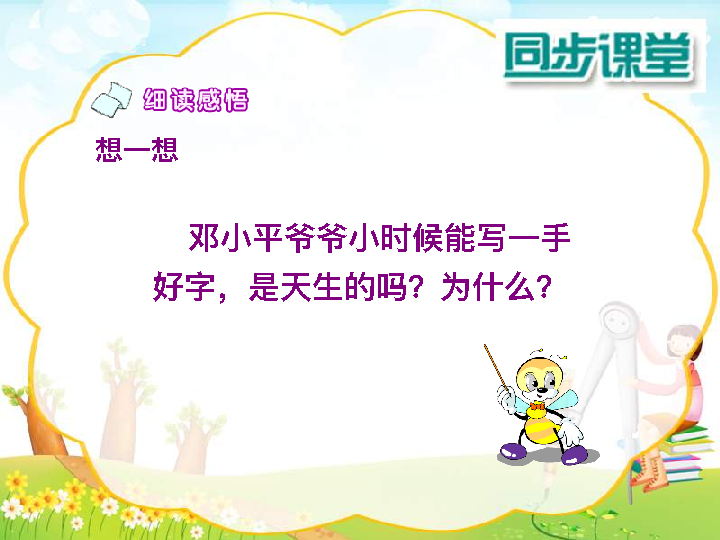 同步课堂
细读感悟
想一想
邓小平爷爷小时候能写一手
好字，是天生的吗？为什么？